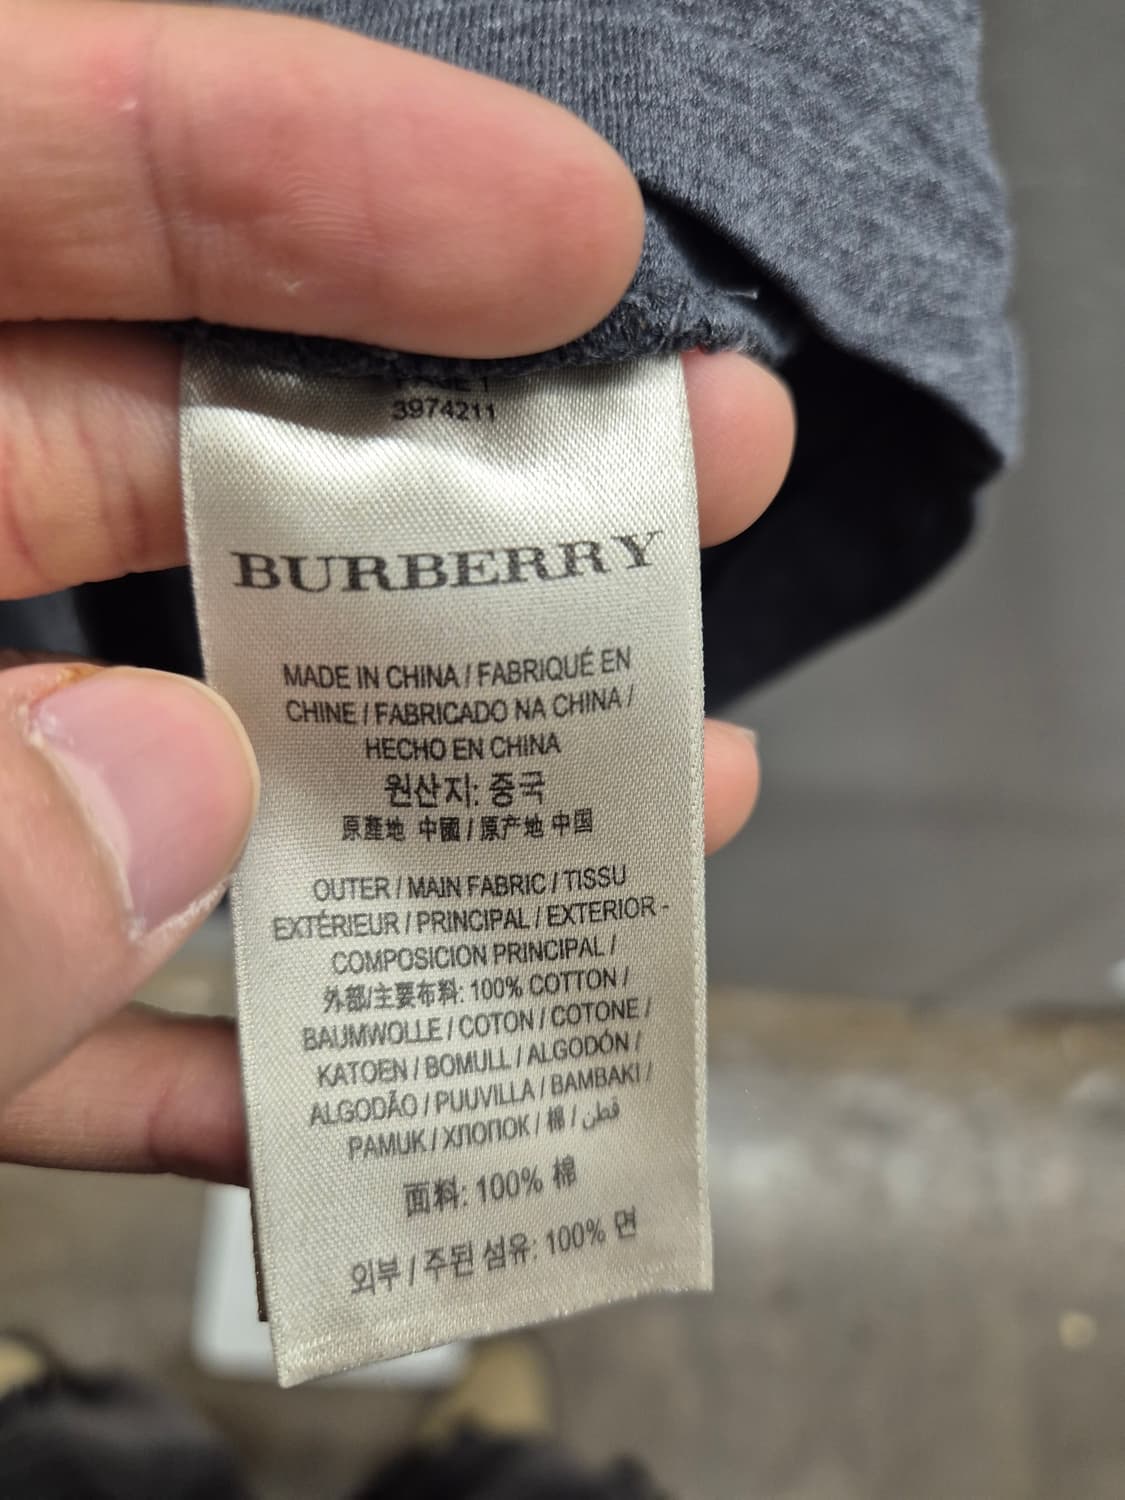 PAGE 1
3974211
BURBERRY
MADE IN CHINA / FABRIQUÉ EN
CHINE / FABRICADO NA CHINA /
HECHO EN CHINA
원산지: 중국
原產地 中國 / 原产地 中国
OUTER / MAIN FABRIC / TISSU
EXTÉRIEUR / PRINCIPAL / EXTERIOR -
COMPOSICION PRINCIPAL /
外部/主要布料: 100% COTTON /
BAUMWOLLE / COTON / COTONE /
KATOEN / BOMULL / ALGODÓN /
ALGODÃO / PUUVILLA / BAMBAKI /
PAMUK / ХЛОПОК / 棉 / قطن
面料: 100% 棉
외부 / 주된 섬유: 100% 면